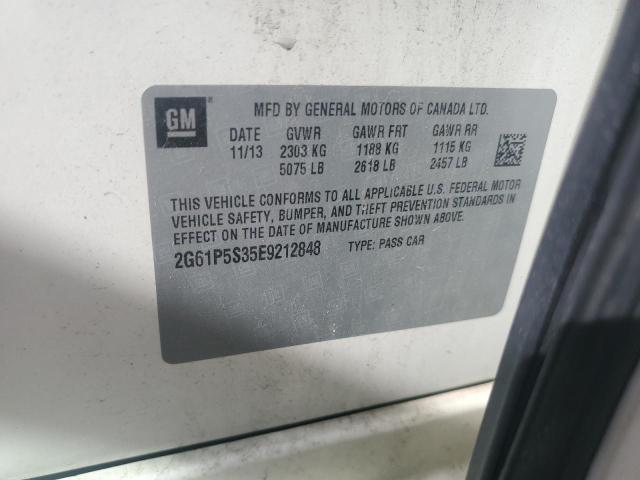 GM
MFD BY GENERAL MOTORS OF CANADA LTD.
DATE GVWR GAWR FRT GAWR RR
11/13 2303 KG 1188 KG 1115 KG
5075 LB 2618 LB 2457 LB
THIS VEHICLE CONFORMS TO ALL APPLICABLE U.S. FEDERAL MOTOR
VEHICLE SAFETY, BUMPER, AND THEFT PREVENTION STANDARDS IN
EFFECT ON THE DATE OF MANUFACTURE SHOWN ABOVE.
2G61P5S35E9212848 TYPE: PASS CAR